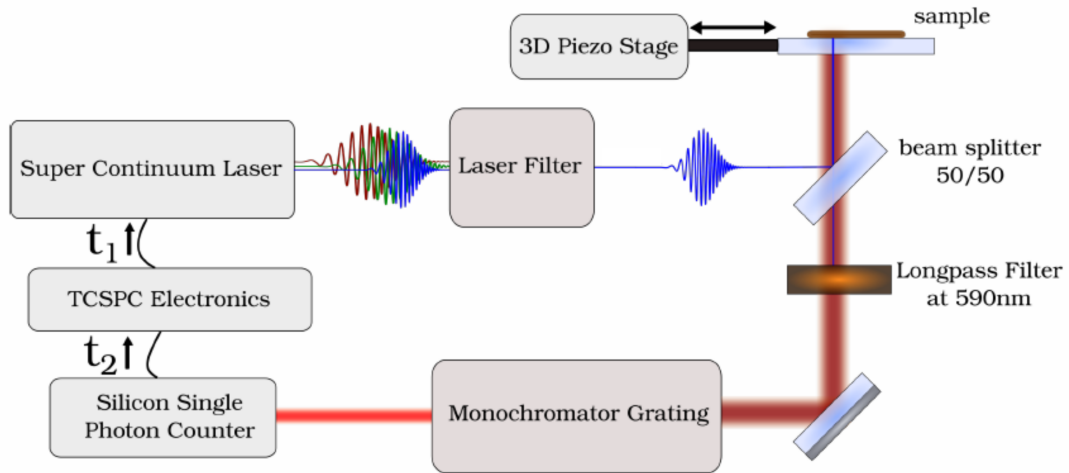 sample
3D Piezo Stage
Super Continuum Laser
Laser Filter
beam splitter
50/50
t1
TCSPC Electronics
Longpass Filter
at 590nm
t2
Silicon Single
Photon Counter
Monochromator Grating